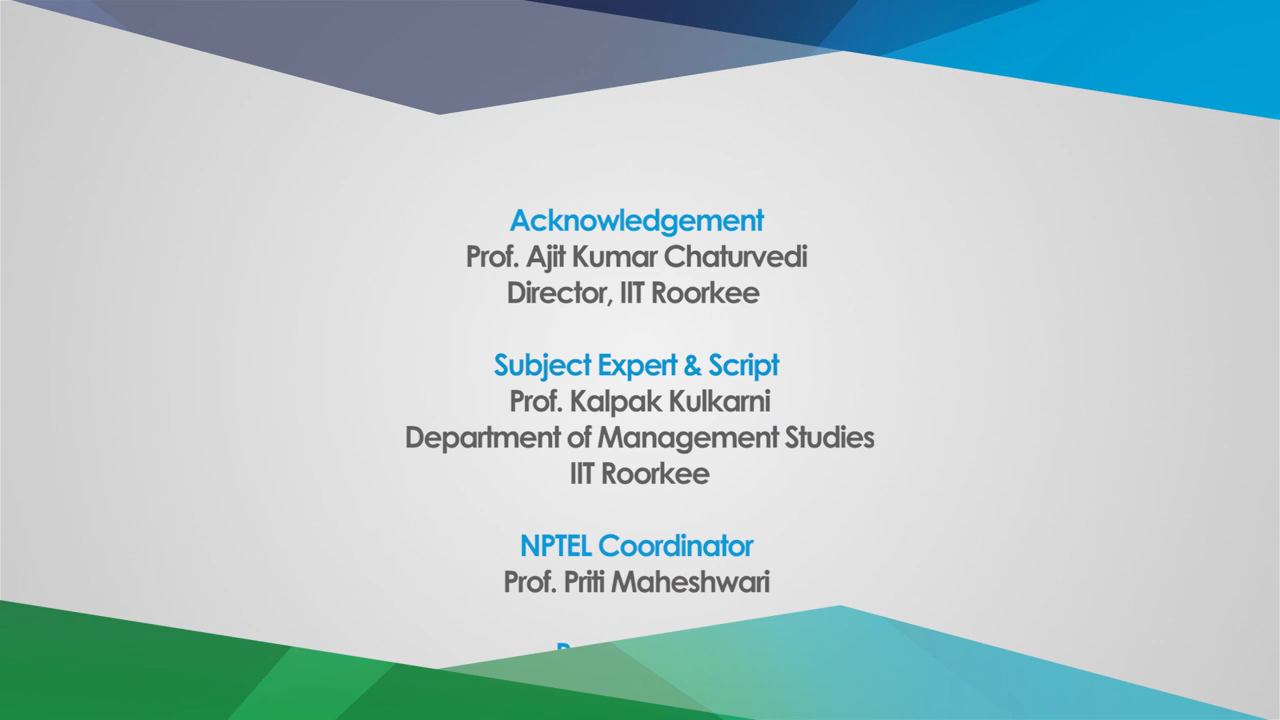 Acknowledgement
Prof. Ajit Kumar Chaturvedi
Director, IIT Roorkee
Subject Expert & Script
Prof. Kalpak Kulkarni
Department of Management Studies
IIT Roorkee
NPTEL Coordinator
Prof. Priti Maheshwari